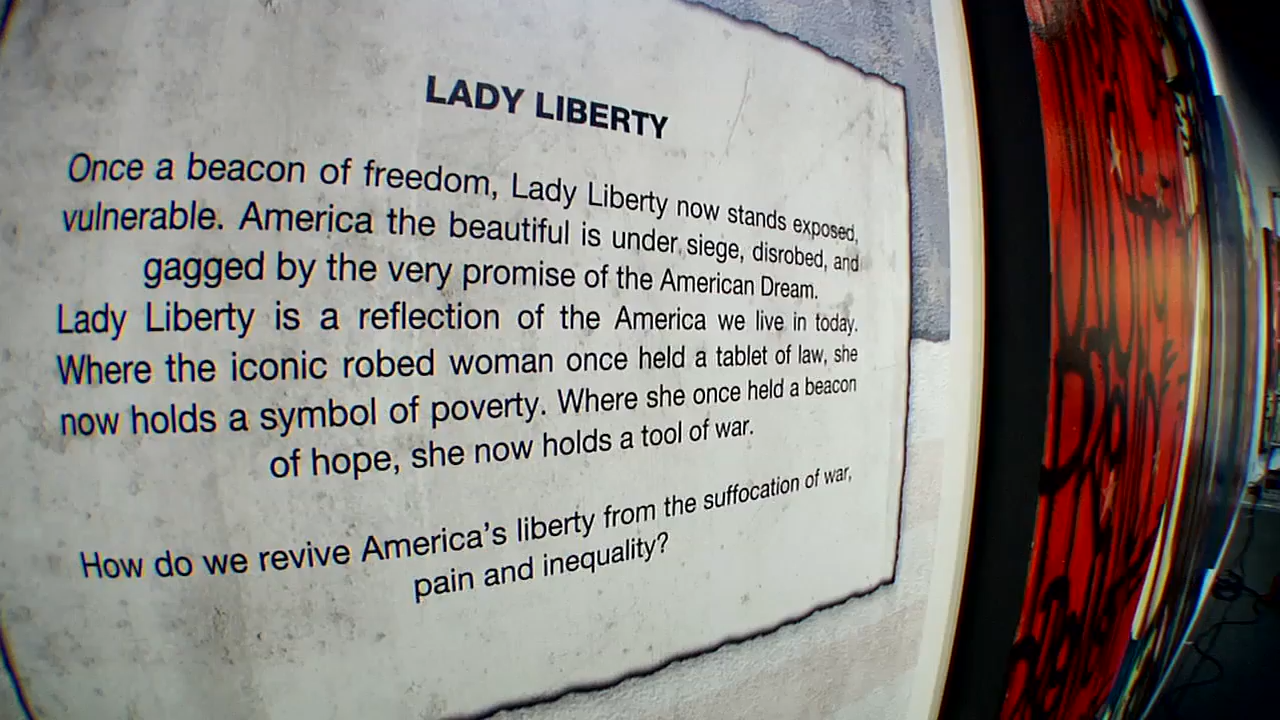 LADY LIBERTY
Once a beacon of freedom, Lady Liberty now stands exposed,
vulnerable. America the beautiful is under siege, disrobed, and
gagged by the very promise of the American Dream.
Lady Liberty is a reflection of the America we live in today.
Where the iconic robed woman once held a tablet of law, she
now holds a symbol of poverty. Where she once held a beacon
of hope, she now holds a tool of war.
How do we revive America's liberty from the suffocation of war,
pain and inequality?